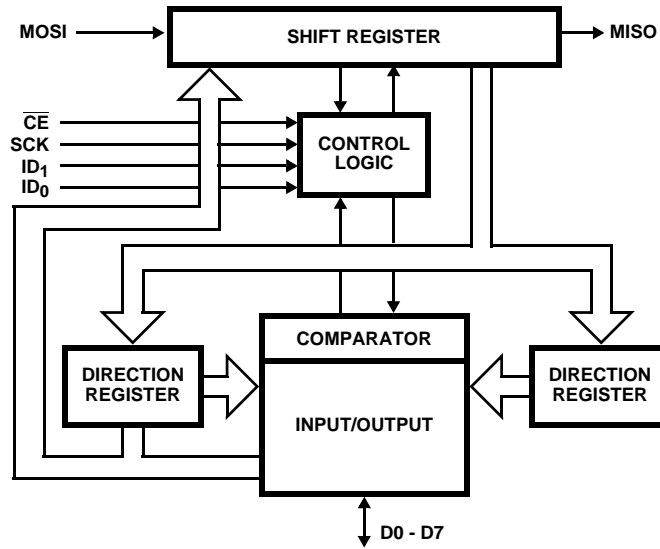 MOSI
SHIFT REGISTER
MISO
CE
SCK
ID1
ID0
CONTROL
LOGIC
COMPARATOR
DIRECTION
REGISTER
INPUT/OUTPUT
DIRECTION
REGISTER
D0 - D7